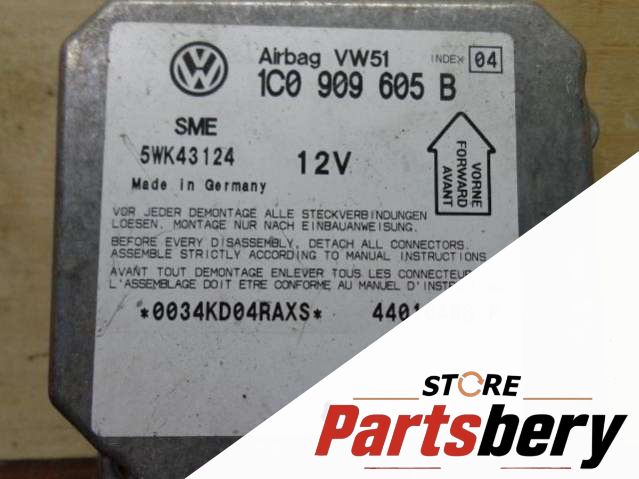 Airbag VW51 INDEX 04
1C0 909 605 B
SME
5WK43124 12V
Made in Germany
VORNE
FORWARD
AVANT
VOR JEDER DEMONTAGE ALLE STECKVERBINDUNGEN
LOESEN. MONTAGE NUR NACH EINBAUANWEISUNG.
BEFORE EVERY DISASSEMBLY, DETACH ALL CONNECTORS.
ASSEMBLE STRICTLY ACCORDING TO MANUAL INSTRUCTIONS
AVANT TOUT DEMONTAGE ENLEVER TOUS LES
L'ASSEMBLAGE DOIT ETRE CONFORME AU MANUEL
*0034KD04RAXS*
STORE
Partsbery